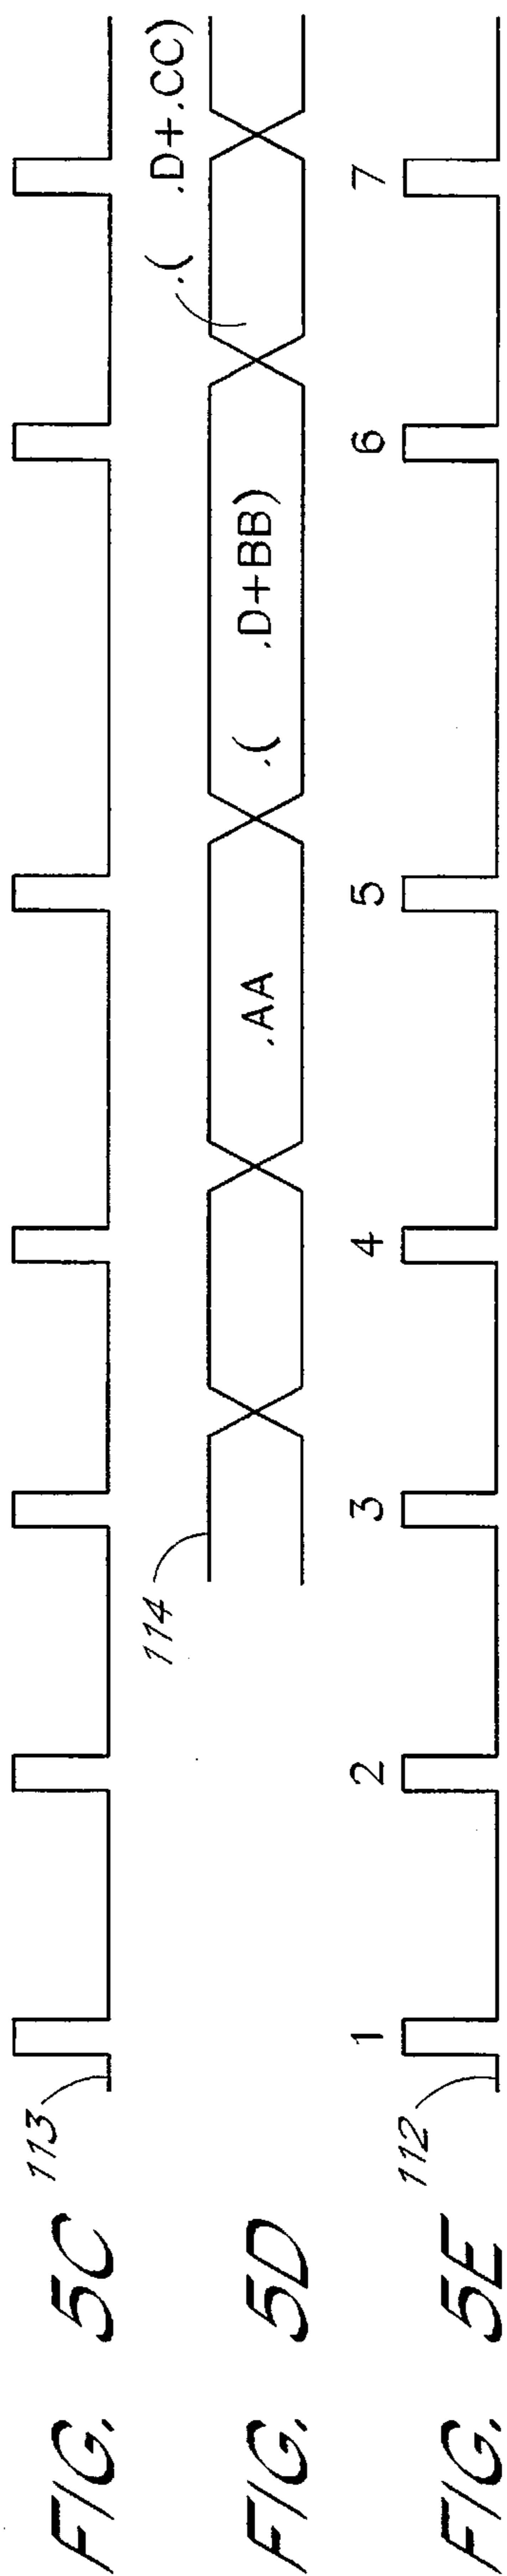 FIG. 5C
113
FIG. 5D
114
.AA
.( .D+BB)
.( .D+.CC)
FIG. 5E
112
1 2 3 4 5 6 7